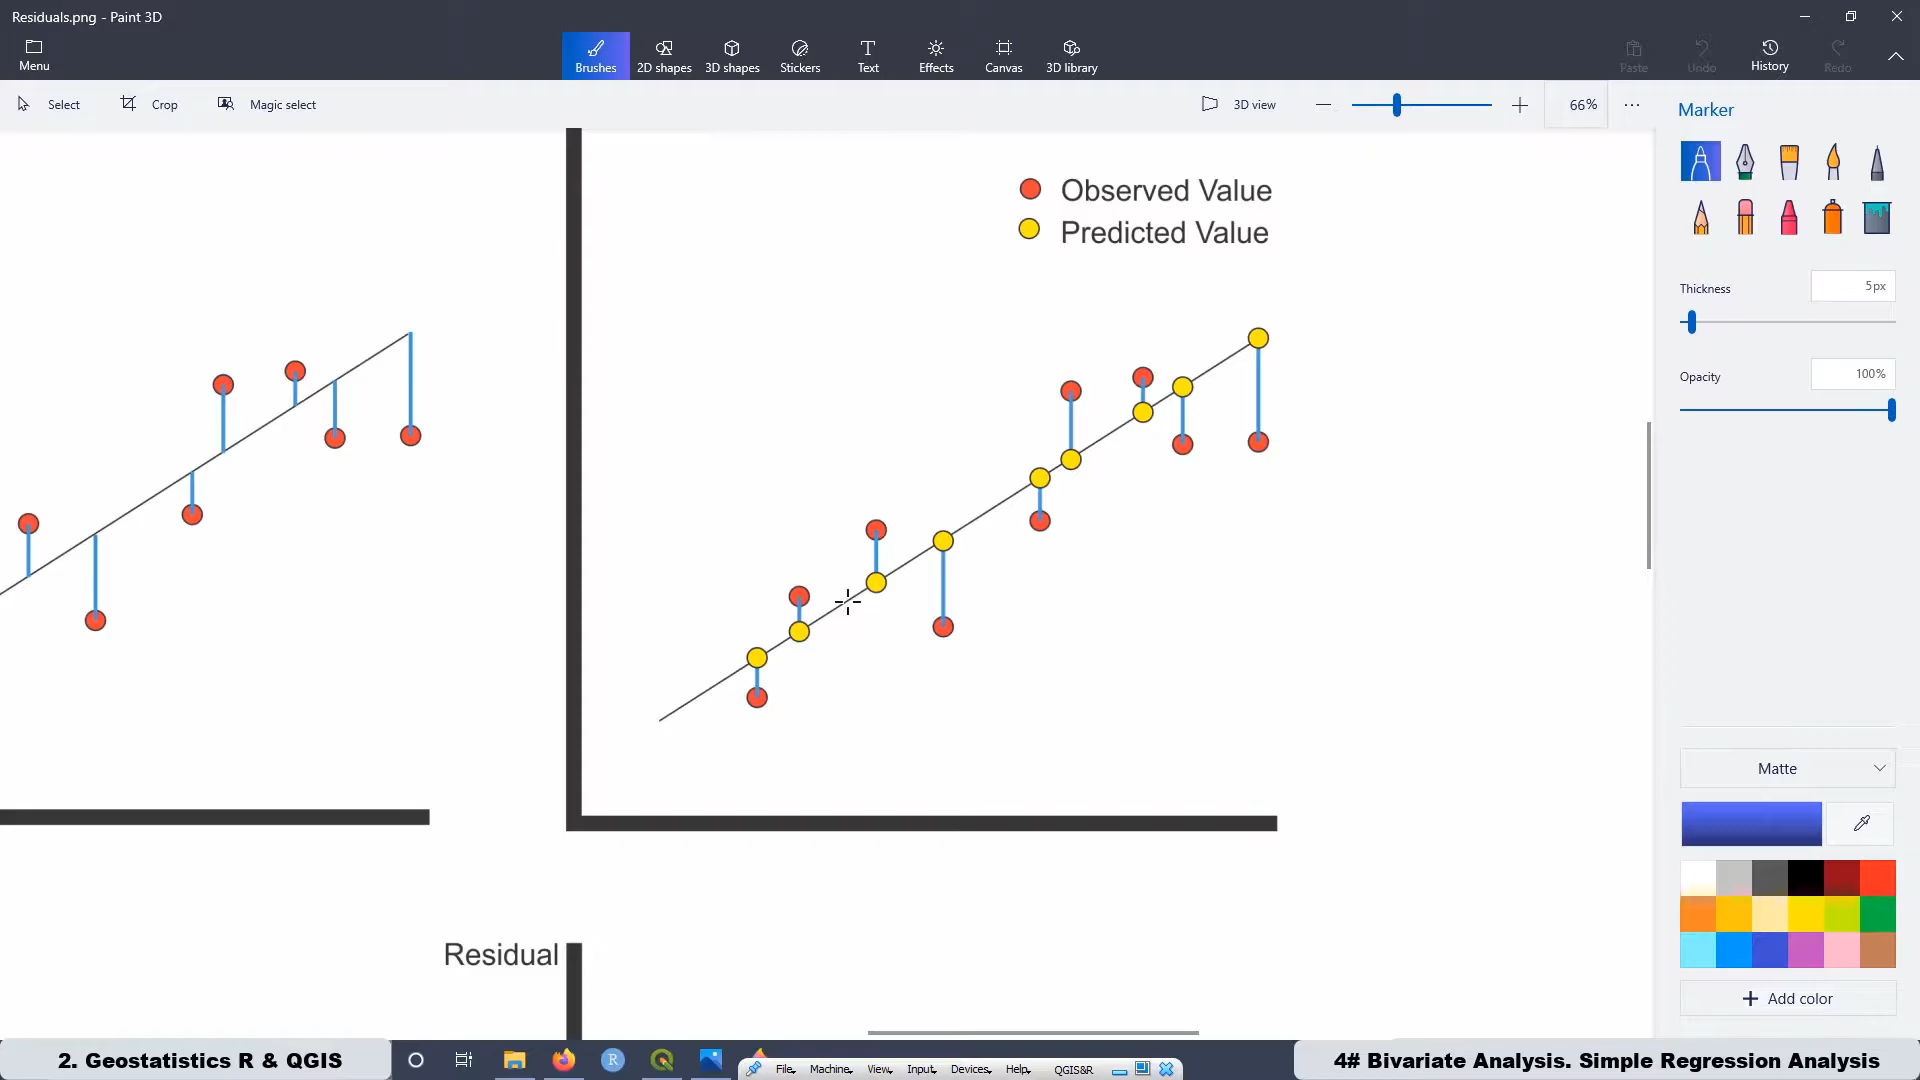 Residuals.png - Paint 3D
Menu
Brushes
2D shapes
3D shapes
Stickers
Text
Effects
Canvas
3D library
Paste
Undo
History
Redo
Select
Crop
Magic select
3D view
66%
Marker
Observed Value
Predicted Value
Thickness
5px
Opacity
100%
Matte
Add color
Residual
2. Geostatistics R & QGIS
R
File
Machine
View
Input
Devices
Help
QGIS&R
4# Bivariate Analysis. Simple Regression Analysis